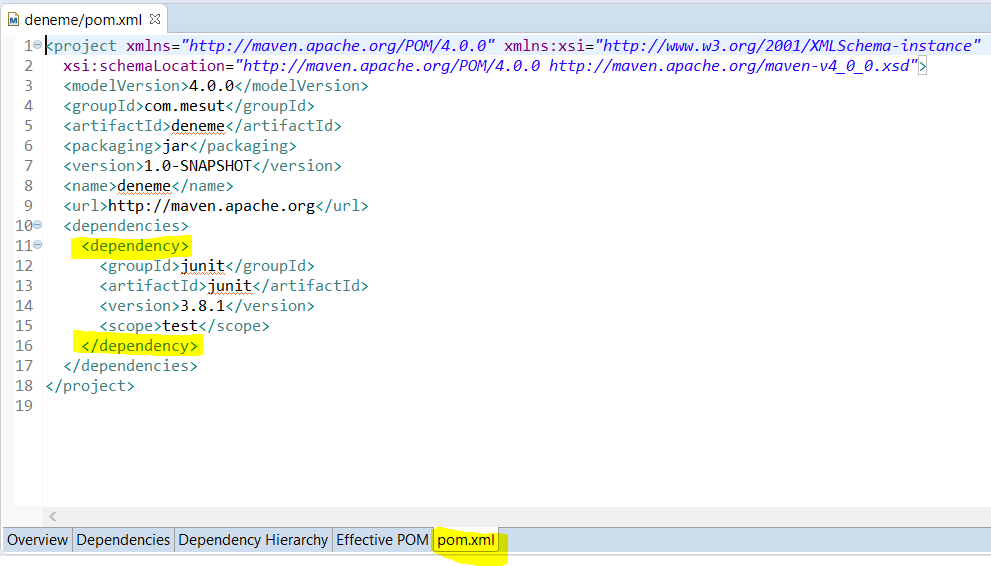 deneme/pom.xml
1 <project xmlns="http://maven.apache.org/POM/4.0.0" xmlns:xsi="http://www.w3.org/2001/XMLSchema-instance"
2 xsi:schemaLocation="http://maven.apache.org/POM/4.0.0 http://maven.apache.org/maven-v4_0_0.xsd">
3 <modelVersion>4.0.0</modelVersion>
4 <groupId>com.mesut</groupId>
5 <artifactId>deneme</artifactId>
6 <packaging>jar</packaging>
7 <version>1.0-SNAPSHOT</version>
8 <name>deneme</name>
9 <url>http://maven.apache.org</url>
10 <dependencies>
11 <dependency>
12 <groupId>junit</groupId>
13 <artifactId>junit</artifactId>
14 <version>3.8.1</version>
15 <scope>test</scope>
16 </dependency>
17 </dependencies>
18 </project>
19
Overview Dependencies Dependency Hierarchy Effective POM pom.xml